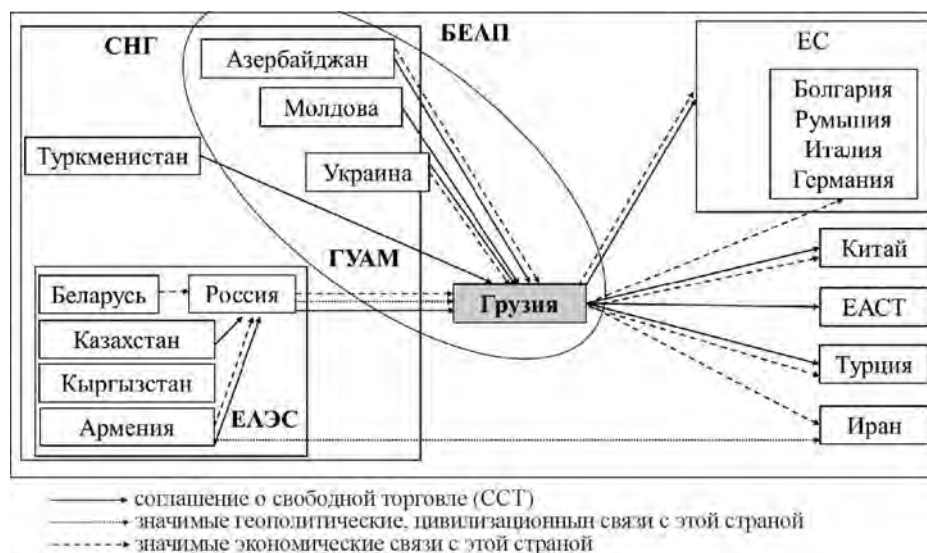 СНГ
БЕАП
ЕС
Азербайджан
Болгария
Молдова
Румыния
Туркменистан
Украина
Италия
Германия
ГУАМ
Китай
Беларусь
Россия
Грузия
ЕАСТ
Казахстан
Кыргызстан
Турция
Армения
ЕАЭС
Иран
соглашение о свободной торговле (ССТ)
значимые геополитические, цивилизационныи связи с этой страной
значимые экономические связи с этой страной